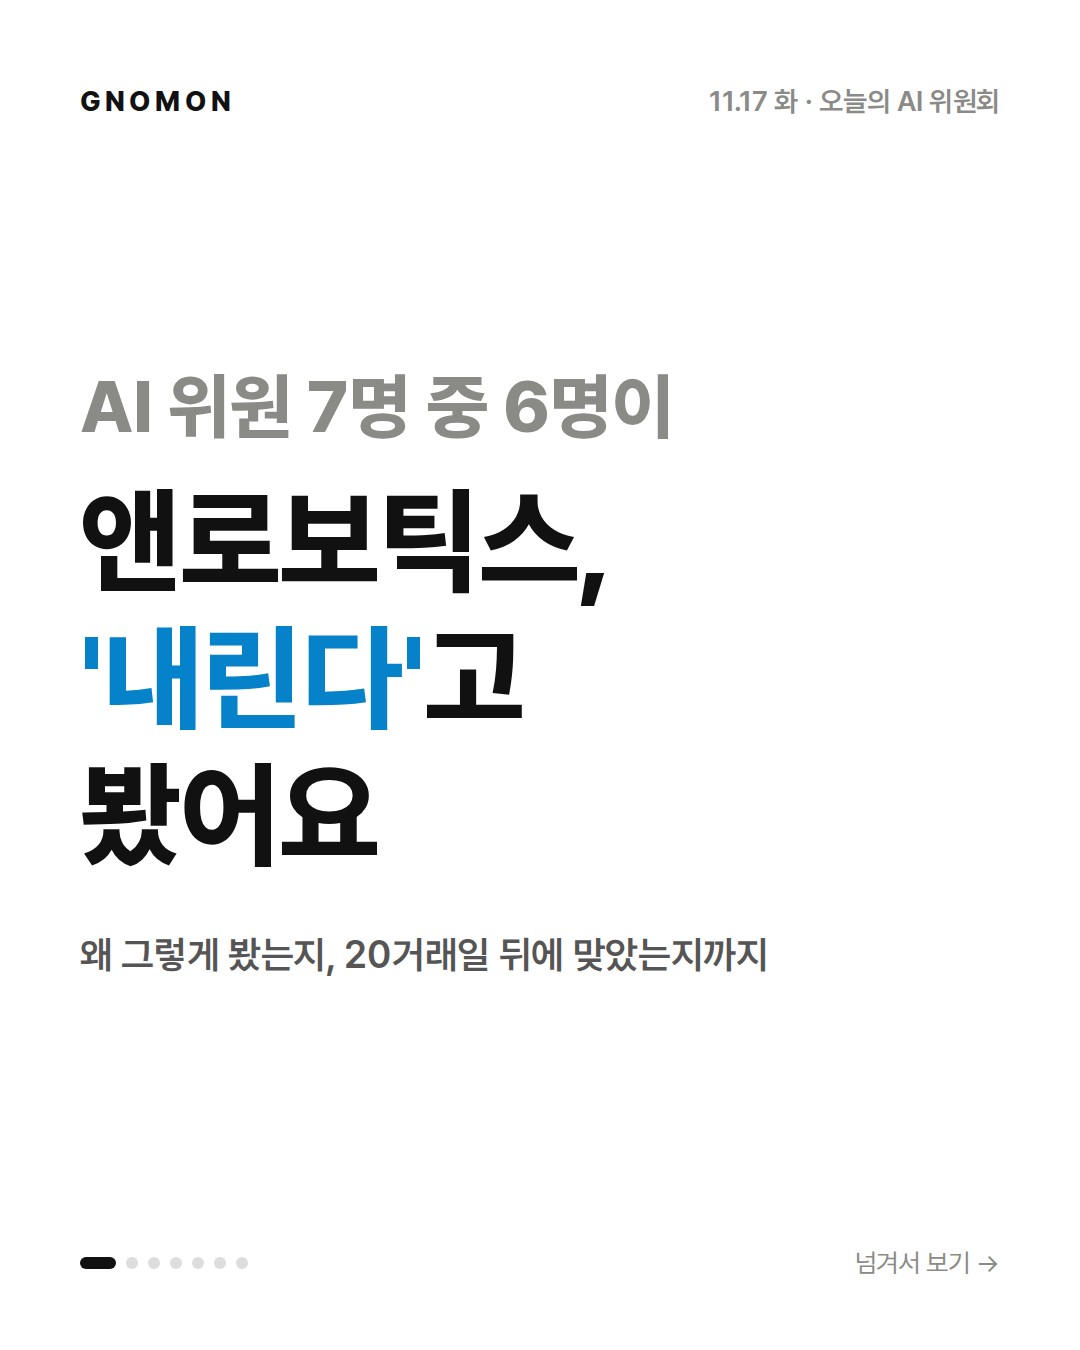 GNOMON
11.17 화 · 오늘의 AI 위원회
AI 위원 7명 중 6명이
앤로보틱스,
'내린다'고
봤어요
왜 그렇게 봤는지, 20거래일 뒤에 맞았는지까지
넘겨서 보기 →